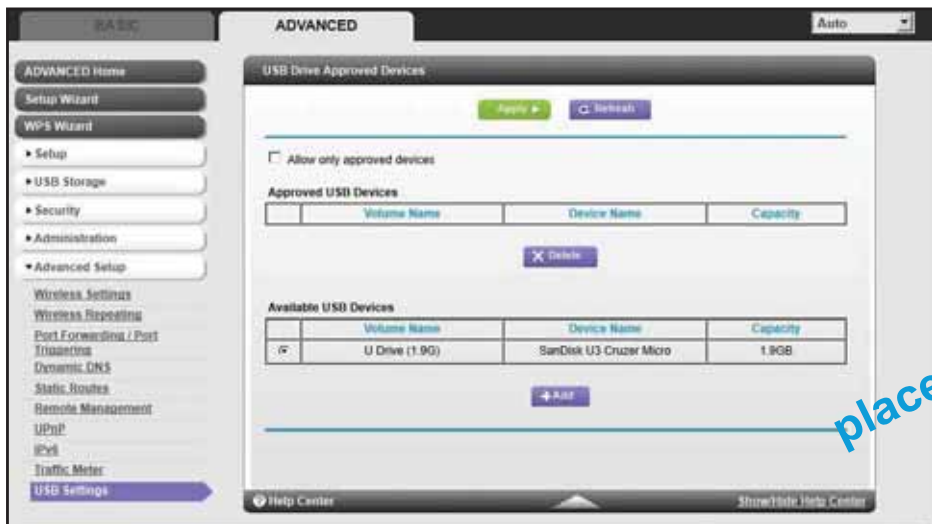 BASIC
ADVANCED
Auto
ADVANCED Home
Setup Wizard
WPS Wizard
Setup
USB Storage
Security
Administration
Advanced Setup
Wireless Settings
Wireless Repeating
Port Forwarding / Port
Triggering
Dynamic DNS
Static Routes
Remote Management
UPnP
IPv6
Traffic Meter
USB Settings
USB Drive Approved Devices
Apply
Refresh
Allow only approved devices
Approved USB Devices
Volume Name Device Name Capacity
Delete
Available USB Devices
Volume Name Device Name Capacity
U Drive (1.9G) SanDisk U3 Cruzer Micro 1.9GB
Add
place
Help Center
Show/Hide Help Center